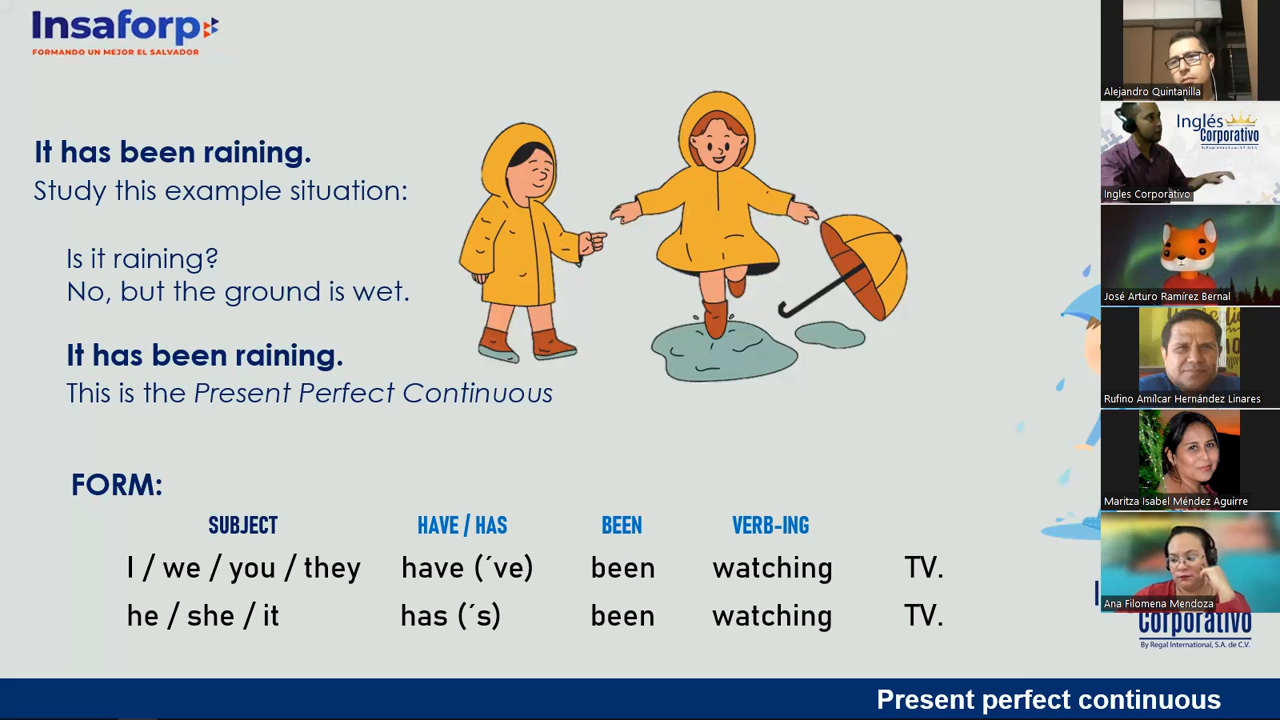 Insaforp
FORMANDO UN MEJOR EL SALVADOR
It has been raining.
Study this example situation:
Is it raining?
No, but the ground is wet.
It has been raining.
This is the Present Perfect Continuous
FORM:
SUBJECT HAVE / HAS BEEN VERB-ING
I / we / you / they have (´ve) been watching TV.
he / she / it has (´s) been watching TV.
Present perfect continuous
Alejandro Quintanilla
Inglés
Corporativo
Ingles Corporativo
José Arturo Ramírez Bernal
Rufino Amílcar Hernández Linares
Maritza Isabel Méndez Aguirre
Ana Filomena Mendoza
Corporativo
By Regal International, S.A. de C.V.